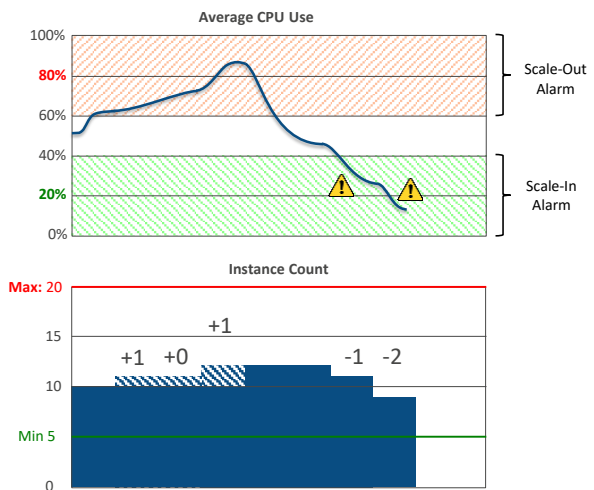 Average CPU Use
100%
80%
60%
40%
20%
0%
Scale-Out
Alarm
Scale-In
Alarm
!
!
Instance Count
Max: 20
15
10
Min 5
0
+1
+0
+1
-1
-2